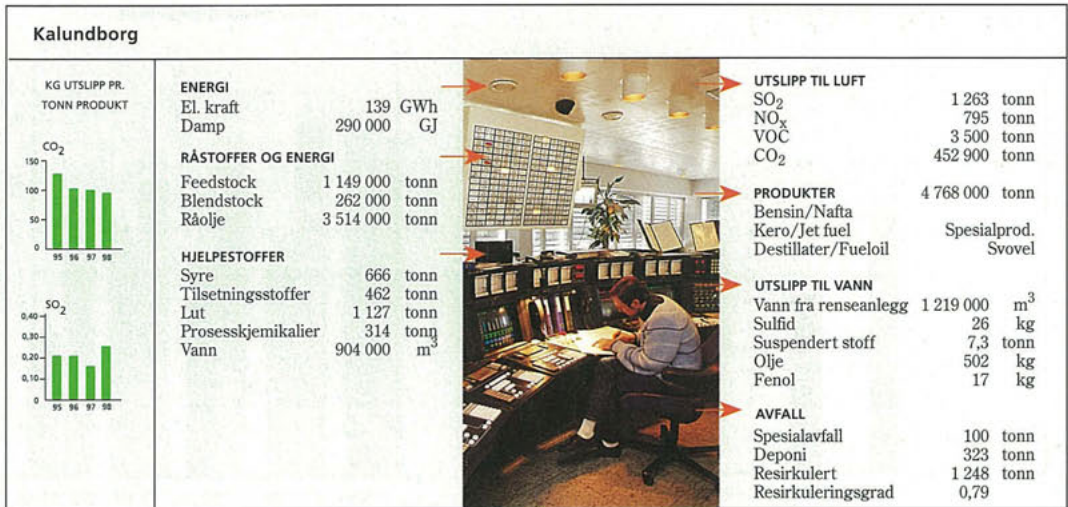 Kalundborg
KG UTSLIPP PR.
TONN PRODUKT
CO2
150
100
50
0
95 96 97 98
SO2
0,40
0,20
0,10
0
95 96 97 98
ENERGI
El. kraft 139 GWh
Damp 290 000 GJ
RÅSTOFFER OG ENERGI
Feedstock 1 149 000 tonn
Blendstock 262 000 tonn
Råolje 3 514 000 tonn
HJELPESTOFFER
Syre 666 tonn
Tilsetningsstoffer 462 tonn
Lut 1 127 tonn
Prosesskjemikalier 314 tonn
Vann 904 000 m3
UTSLIPP TIL LUFT
SO2 1 263 tonn
NOx 795 tonn
VOC 3 500 tonn
CO2 452 900 tonn
PRODUKTER 4 768 000 tonn
Bensin/Nafta
Kero/Jet fuel Spesialprod.
Destillater/Fueloil Svovel
UTSLIPP TIL VANN
Vann fra renseanlegg 1 219 000 m3
Sulfid 26 kg
Suspendert stoff 7,3 tonn
Olje 502 kg
Fenol 17 kg
AVFALL
Spesialavfall 100 tonn
Deponi 323 tonn
Resirkulert 1 248 tonn
Resirkuleringsgrad 0,79